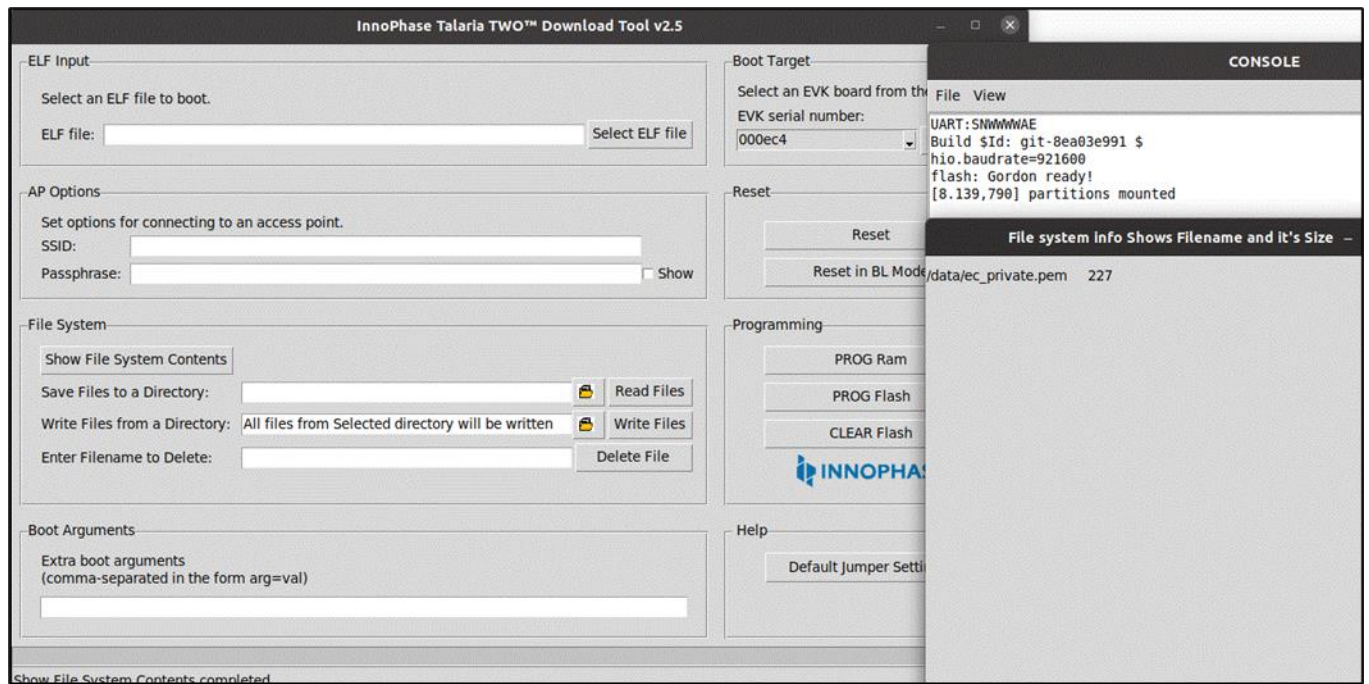 InnoPhase Talaria TWO™ Download Tool v2.5
ELF Input
Select an ELF file to boot.
ELF file:
Select ELF file
AP Options
Set options for connecting to an access point.
SSID:
Passphrase:
Show
File System
Show File System Contents
Save Files to a Directory:
Read Files
Write Files from a Directory: All files from Selected directory will be written
Write Files
Enter Filename to Delete:
Delete File
Boot Arguments
Extra boot arguments
(comma-separated in the form arg=val)
Show File System Contents completed
Boot Target
Select an EVK board from the
EVK serial number:
000ec4
Reset
Reset
Reset in BL Mode
Programming
PROG Ram
PROG Flash
CLEAR Flash
INNOPHAS
Help
Default Jumper Setti
CONSOLE
File View
UART:SNWWWWAE
Build $Id: git-8ea03e991 $
hio.baudrate=921600
flash: Gordon ready!
[8.139,790] partitions mounted
File system info Shows Filename and it's Size
/data/ec_private.pem 227